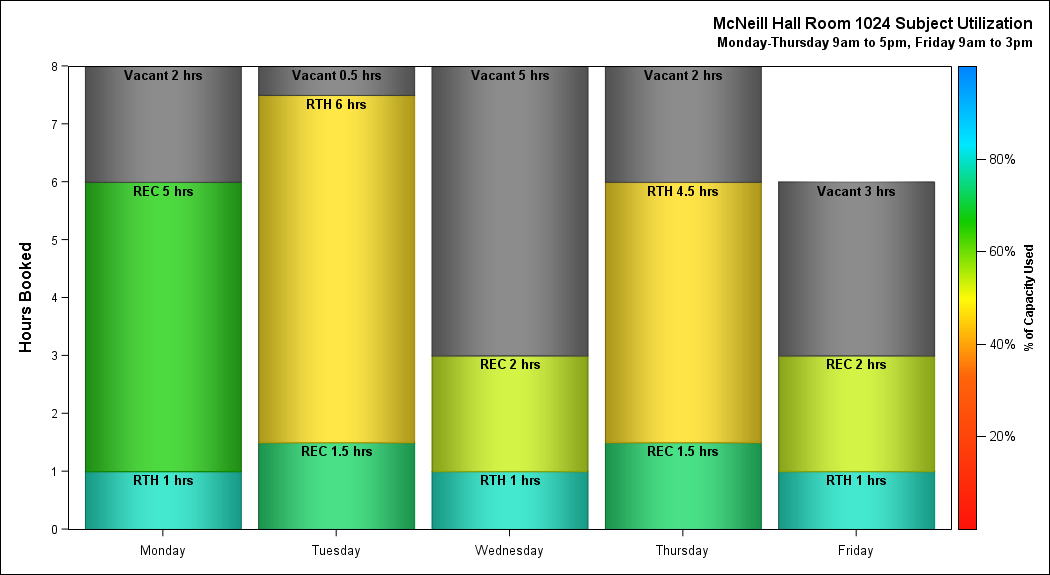 McNeill Hall Room 1024 Subject Utilization
Monday-Thursday 9am to 5pm, Friday 9am to 3pm
Hours Booked
8
7
6
5
4
3
2
1
0
Vacant 2 hrs
REC 5 hrs
RTH 1 hrs
Vacant 0.5 hrs
RTH 6 hrs
REC 1.5 hrs
Vacant 5 hrs
REC 2 hrs
RTH 1 hrs
Vacant 2 hrs
RTH 4.5 hrs
REC 1.5 hrs
Vacant 3 hrs
REC 2 hrs
RTH 1 hrs
Monday Tuesday Wednesday Thursday Friday
80%
60%
40%
20%
% of Capacity Used